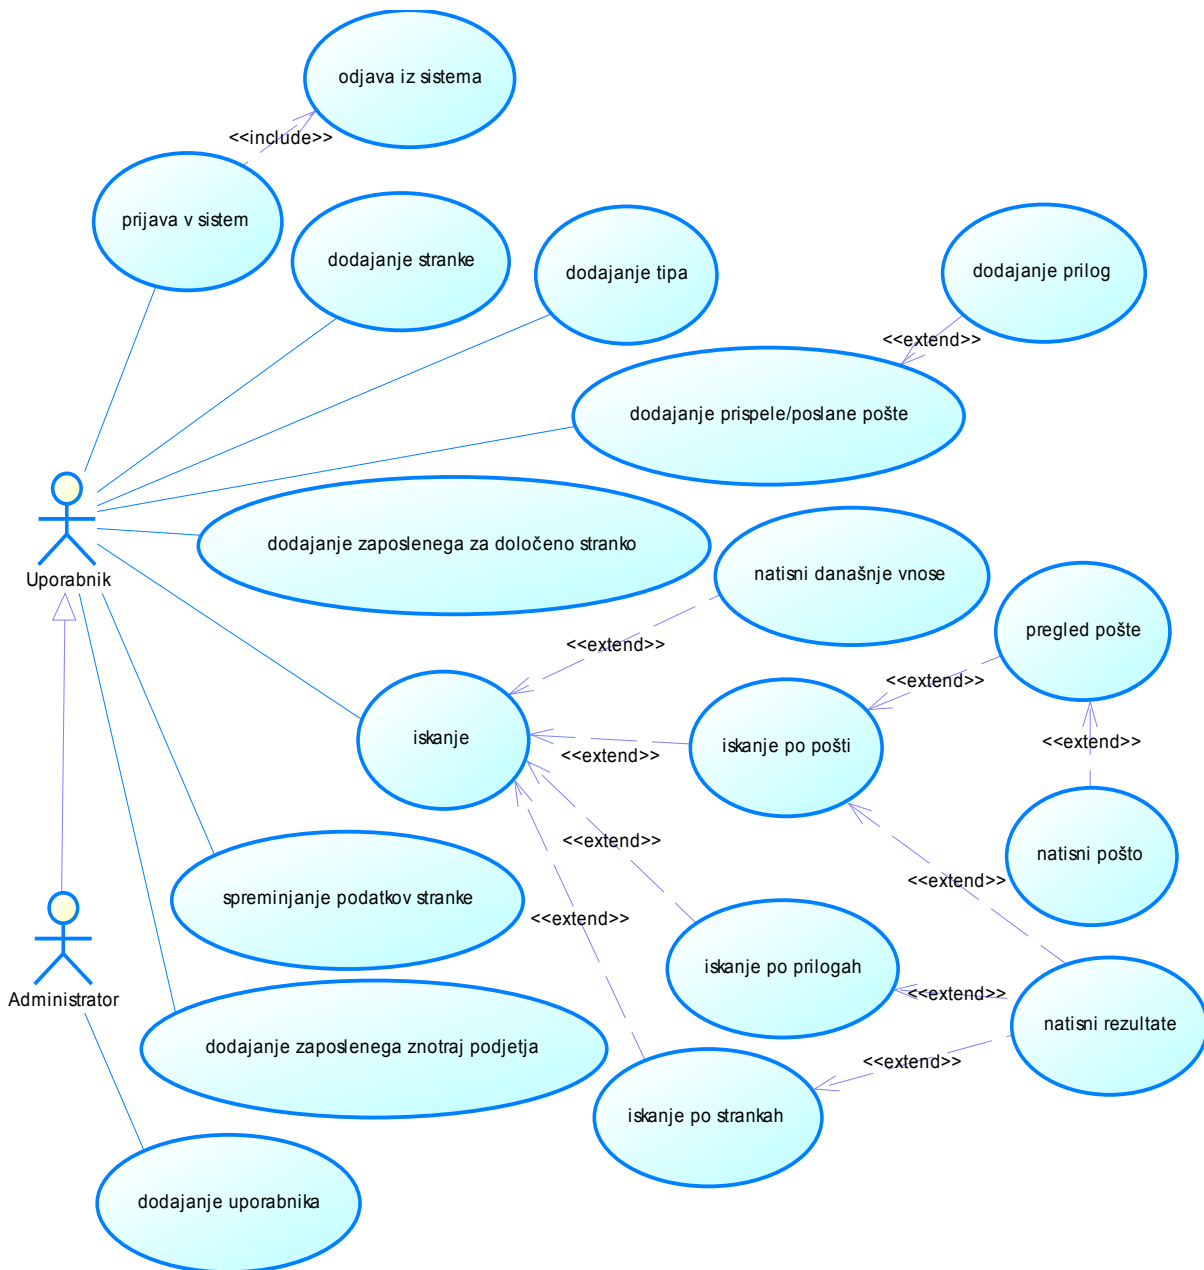 odjava iz sistema
<<include>>
prijava v sistem
dodajanje stranke
dodajanje tipa
dodajanje prilog
<<extend>>
dodajanje prispele/poslane pošte
dodajanje zaposlenega za določeno stranko
Uporabnik
natisni današnje vnose
<<extend>>
pregled pošte
<<extend>>
iskanje
<<extend>>
iskanje po pošti
<<extend>>
<<extend>>
natisni pošto
<<extend>>
spreminjanje podatkov stranke
<<extend>>
iskanje po prilogah
<<extend>>
natisni rezultate
Administrator
dodajanje zaposlenega znotraj podjetja
<<extend>>
iskanje po strankah
dodajanje uporabnika